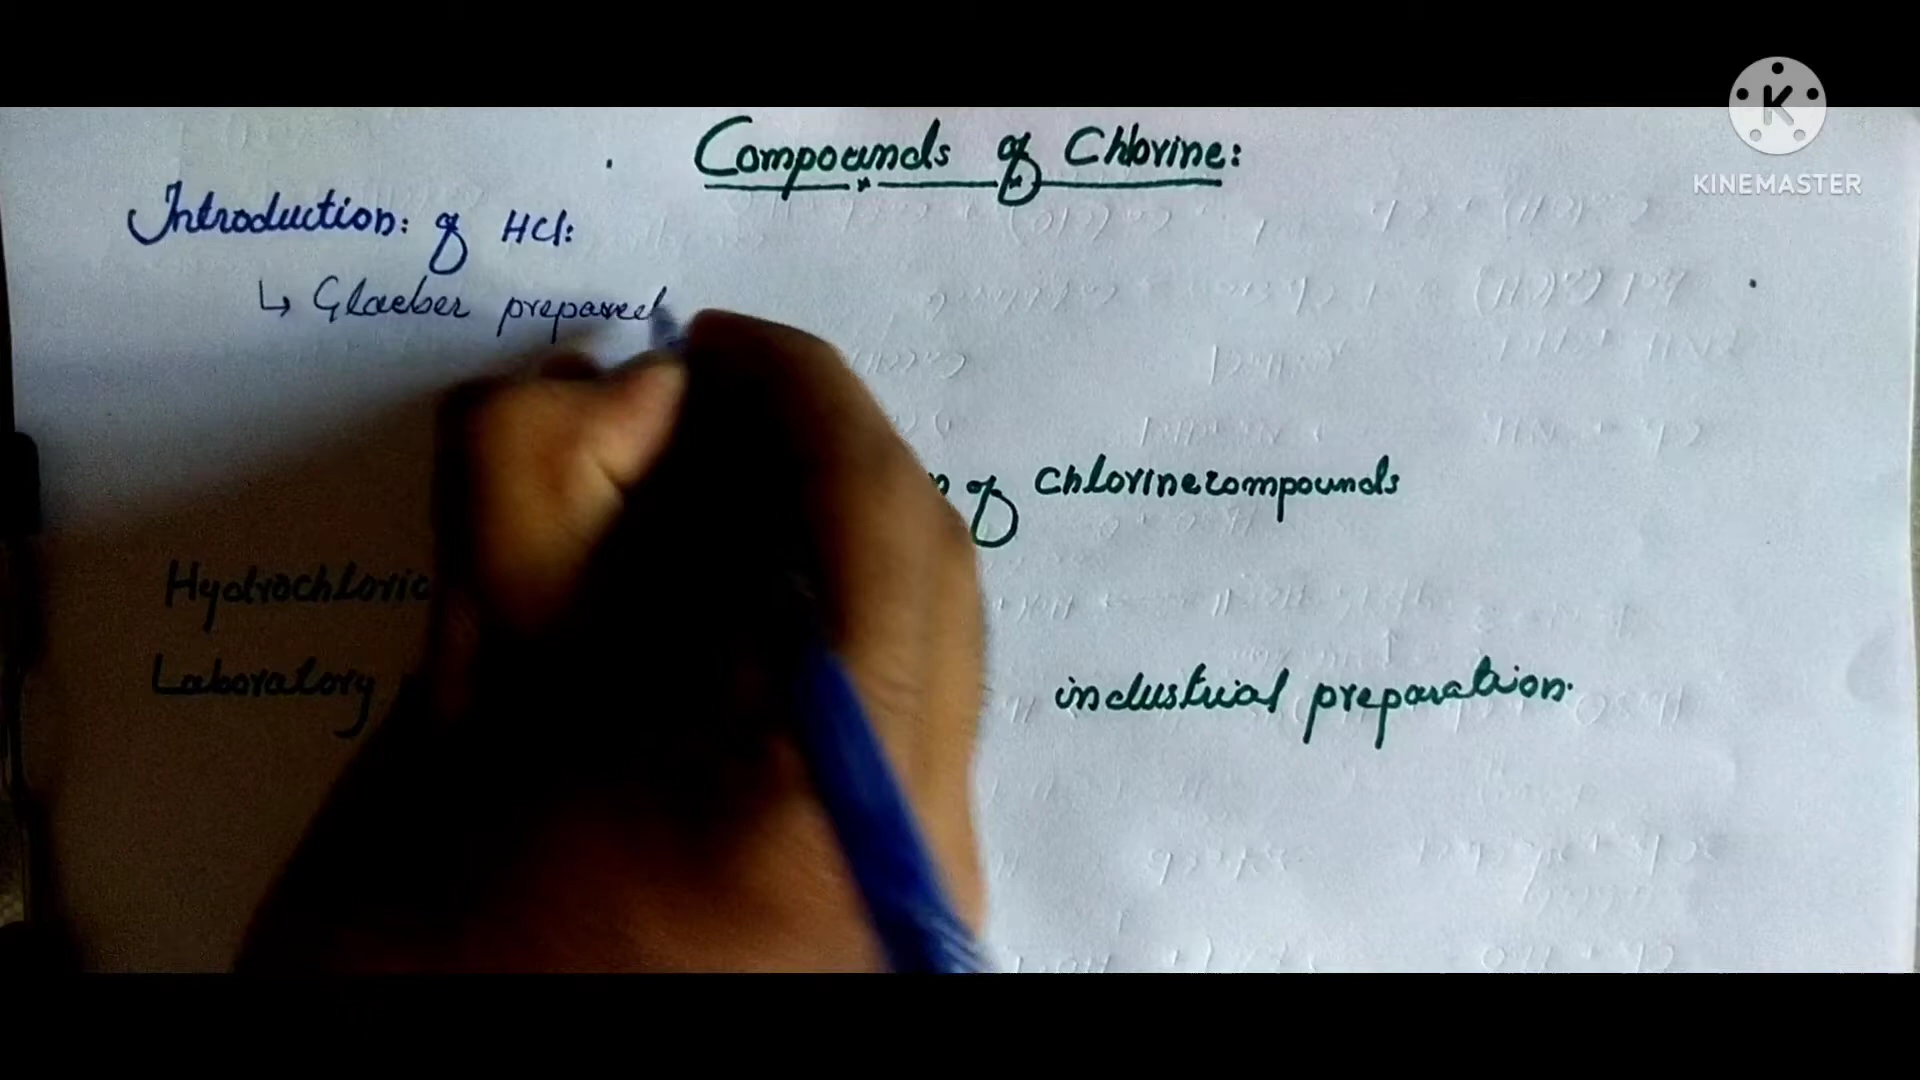 Compounds of Chlorine:
KINEMASTER
Introduction: of HCl:
↳ Glaeber prepared
of chlorine compounds
Hydrochloric
Laboratory
industrial preparation.